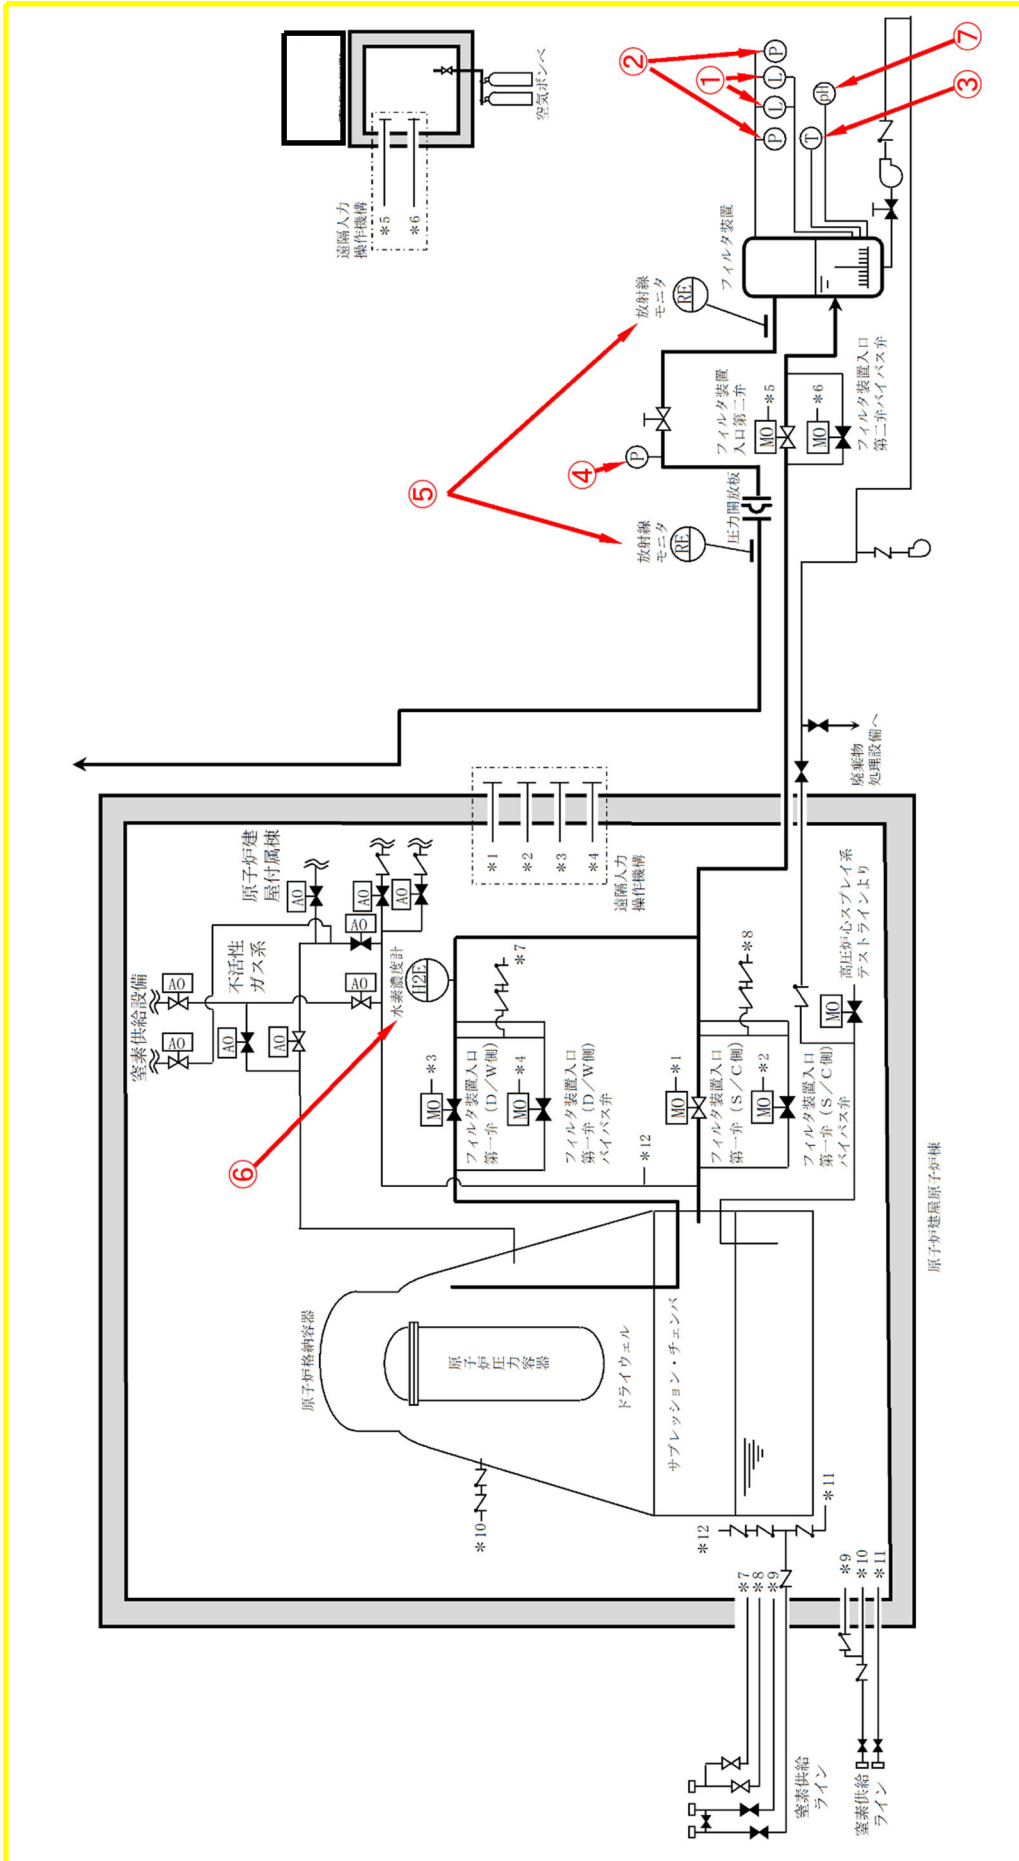 空気ボンベ
遠隔人力
操作機構
*5
*6
②
①
⑦
③
P
L
L
P
pH
T
フィルタ装置
放射線
モニタ
RE
⑤
④
P
フィルタ装置
入口第二弁
MO
*5
MO
*6
フィルタ装置入口
第二弁バイパス弁
放射線
モニタ
RE
圧力開放板
廃棄物
処理設備へ
*1
*2
*3
*4
遠隔人力
操作機構
原子炉建
屋付属棟
AO
AO
AO
AO
窒素供給設備
AO
AO
不活性
ガス系
AO
AO
AO
水素濃度計
H2E
⑥
*7
MO
*3
フィルタ装置入口
第一弁(D/W側)
MO
*4
フィルタ装置入口
第一弁(D/W側)
バイパス弁
*12
*8
MO
*1
フィルタ装置入口
第一弁(S/C側)
MO
*2
フィルタ装置入口
第一弁(S/C側)
バイパス弁
MO
高圧炉心スプレイ系
テストラインより
原子炉格納容器
原子炉
圧力容器
ドライウェル
サプレッション・チェンバ
*10
*12
*11
原子炉建屋原子炉棟
*7
*8
*9
*9
*10
*11
窒素供給
ライン
窒素供給
ライン